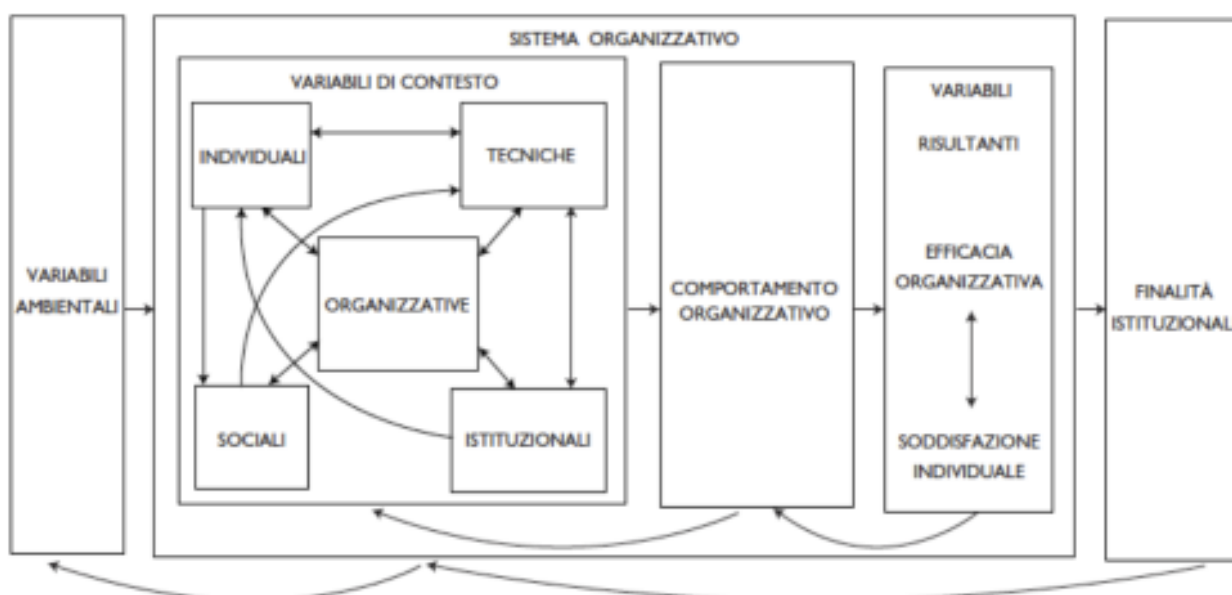 SISTEMA ORGANIZZATIVO
VARIABILI DI CONTESTO
INDIVIDUALI
TECNICHE
ORGANIZZATIVE
SOCIALI
ISTITUZIONALI
VARIABILI
AMBIENTALI
COMPORTAMENTO
ORGANIZZATIVO
VARIABILI
RISULTANTI
EFFICACIA
ORGANIZZATIVA
SODDISFAZIONE
INDIVIDUALE
FINALITÀ
ISTITUZIONAL